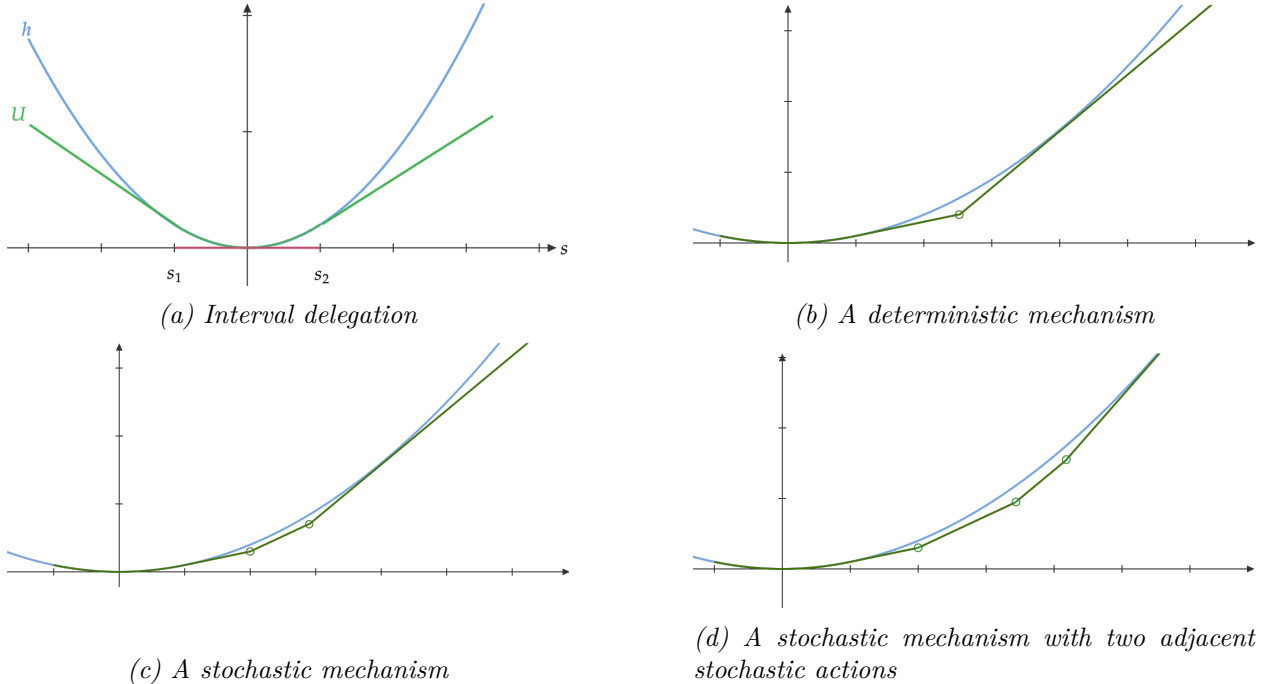 h
U
s
s₁
s₂
(a) Interval delegation
(b) A deterministic mechanism
(c) A stochastic mechanism
(d) A stochastic mechanism with two adjacent
stochastic actions